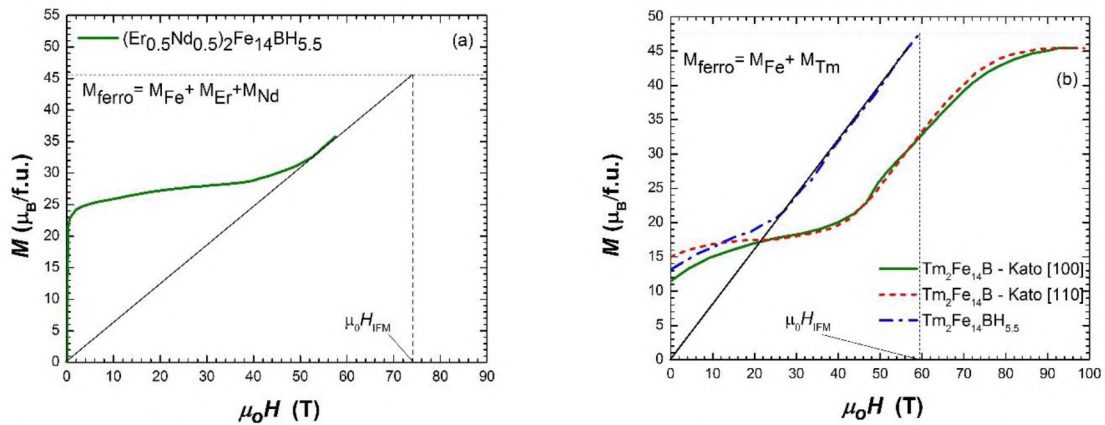 (Er0.5Nd0.5)2Fe14BH5.5
(a)
Mferro= MFe+ MEr+MNd
M (μB/f.u.)
55
50
45
40
35
30
25
20
15
10
5
0
μ0HIFM
0 10 20 30 40 50 60 70 80 90
μoH (T)
50
45
40
35
30
25
20
15
10
5
0
M (μB/f.u.)
Mferro= MFe+ MTm
(b)
Tm2Fe14B - Kato [100]
Tm2Fe14B - Kato [110]
Tm2Fe14BH5.5
μ0HIFM
0 10 20 30 40 50 60 70 80 90 100
μoH (T)